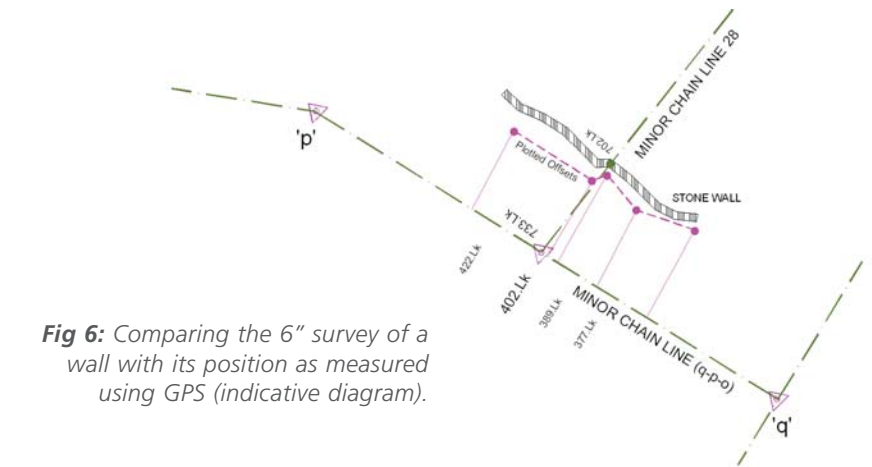 MINOR CHAIN LINE 28
'p'
702.Lk
Plotted Offsets
STONE WALL
733.Lk
422.Lk
402.Lk
389.Lk
377.Lk
MINOR CHAIN LINE (q-p-o)
'q'
Fig 6: Comparing the 6″ survey of a
wall with its position as measured
using GPS (indicative diagram).